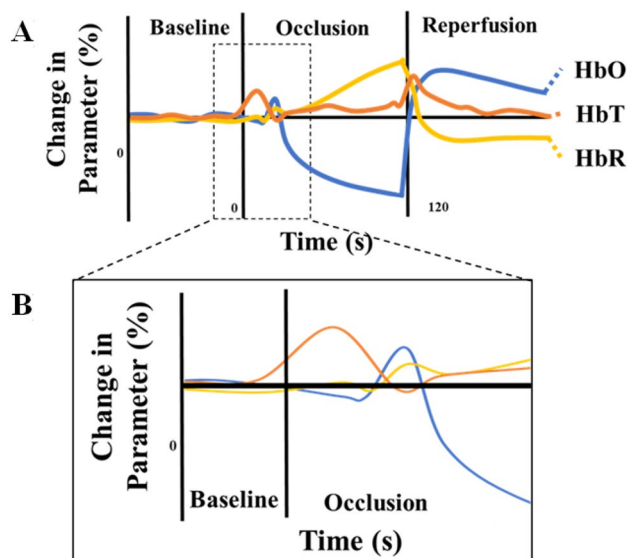 A
Baseline
Occlusion
Reperfusion
Change in
Parameter (%)
0
0
120
Time (s)
HbO
HbT
HbR
B
Change in
Parameter (%)
0
Baseline
Occlusion
Time (s)